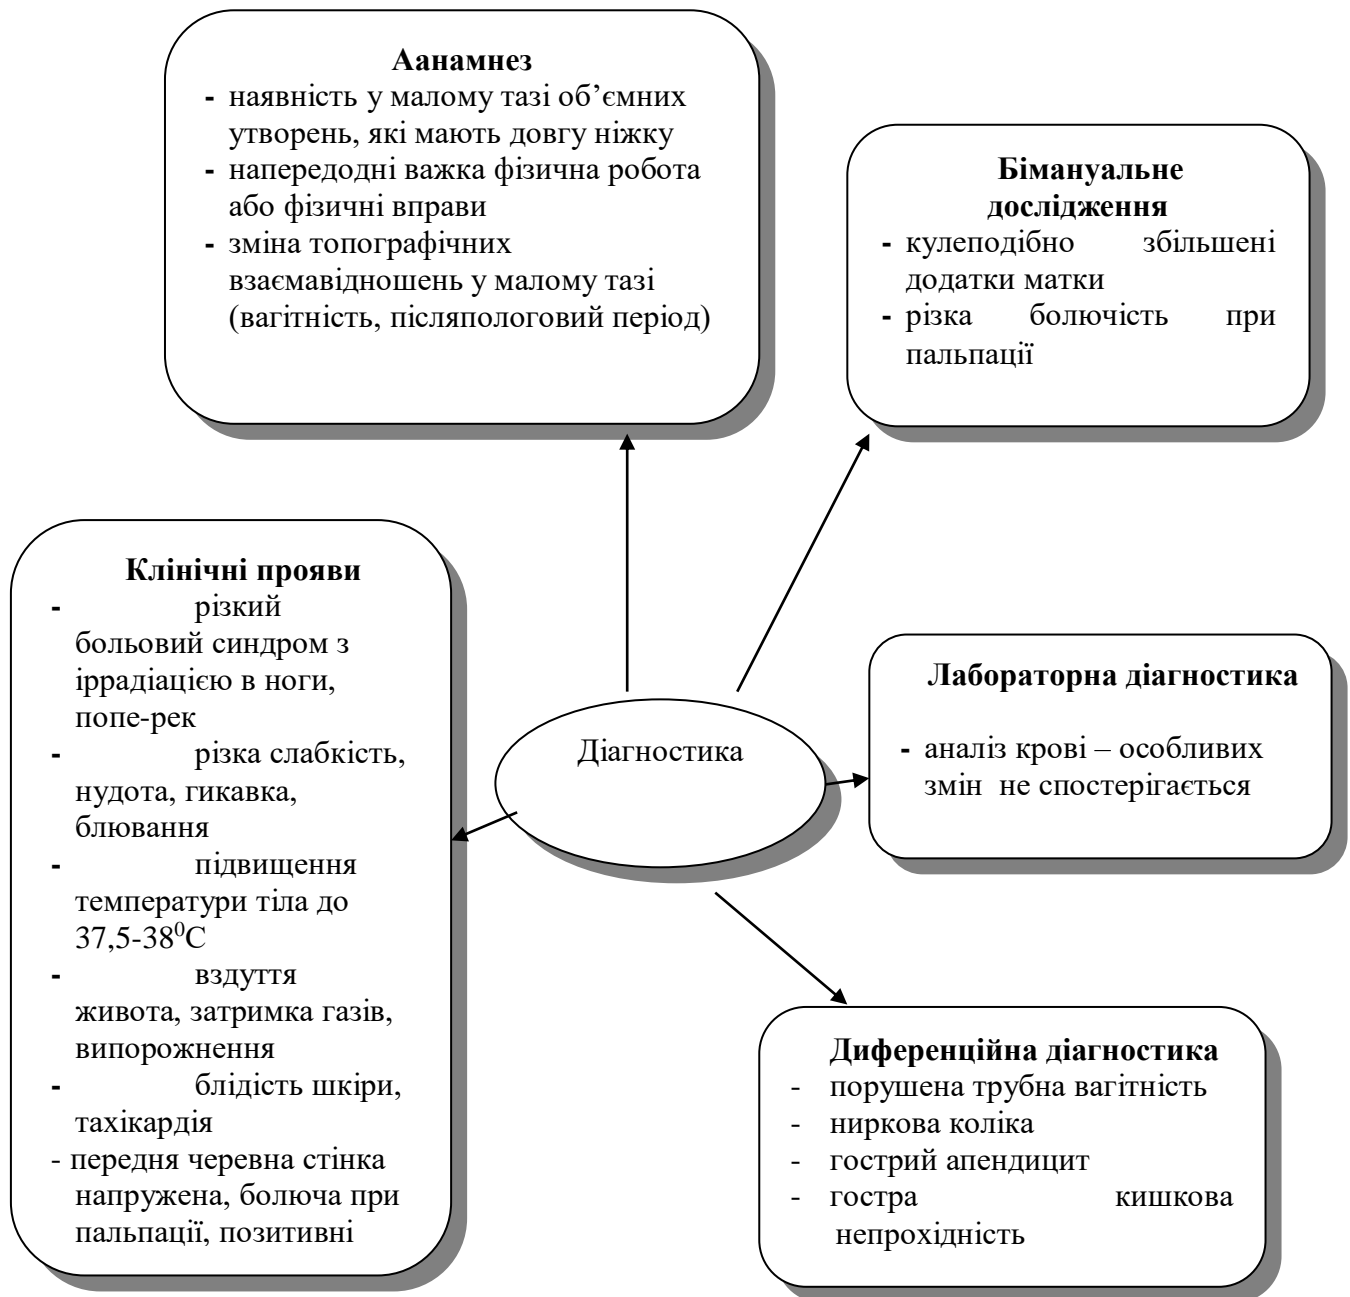 Аанамнез
- наявність у малому тазі об’ємних
утворень, які мають довгу ніжку
- напередодні важка фізична робота
або фізичні вправи
- зміна топографічних
взаємавідношень у малому тазі
(вагітність, післяпологовий період)
Бімануальне
дослідження
- кулеподібно збільшені
додатки матки
- різка болючість при
пальпації
Клінічні прояви
- різкий
больовий синдром з
іррадіацією в ноги,
попе-рек
- різка слабкість,
нудота, гикавка,
блювання
- підвищення
температури тіла до
37,5-38⁰С
- вздуття
живота, затримка газів,
випорожнення
- блідість шкіри,
тахікардія
- передня черевна стінка
напружена, болюча при
пальпації, позитивні
Діагностика
Лабораторна діагностика
- аналіз крові – особливих
змін не спостерігається
Диференційна діагностика
- порушена трубна вагітність
- ниркова коліка
- гострий апендицит
- гостра кишкова
непрохідність